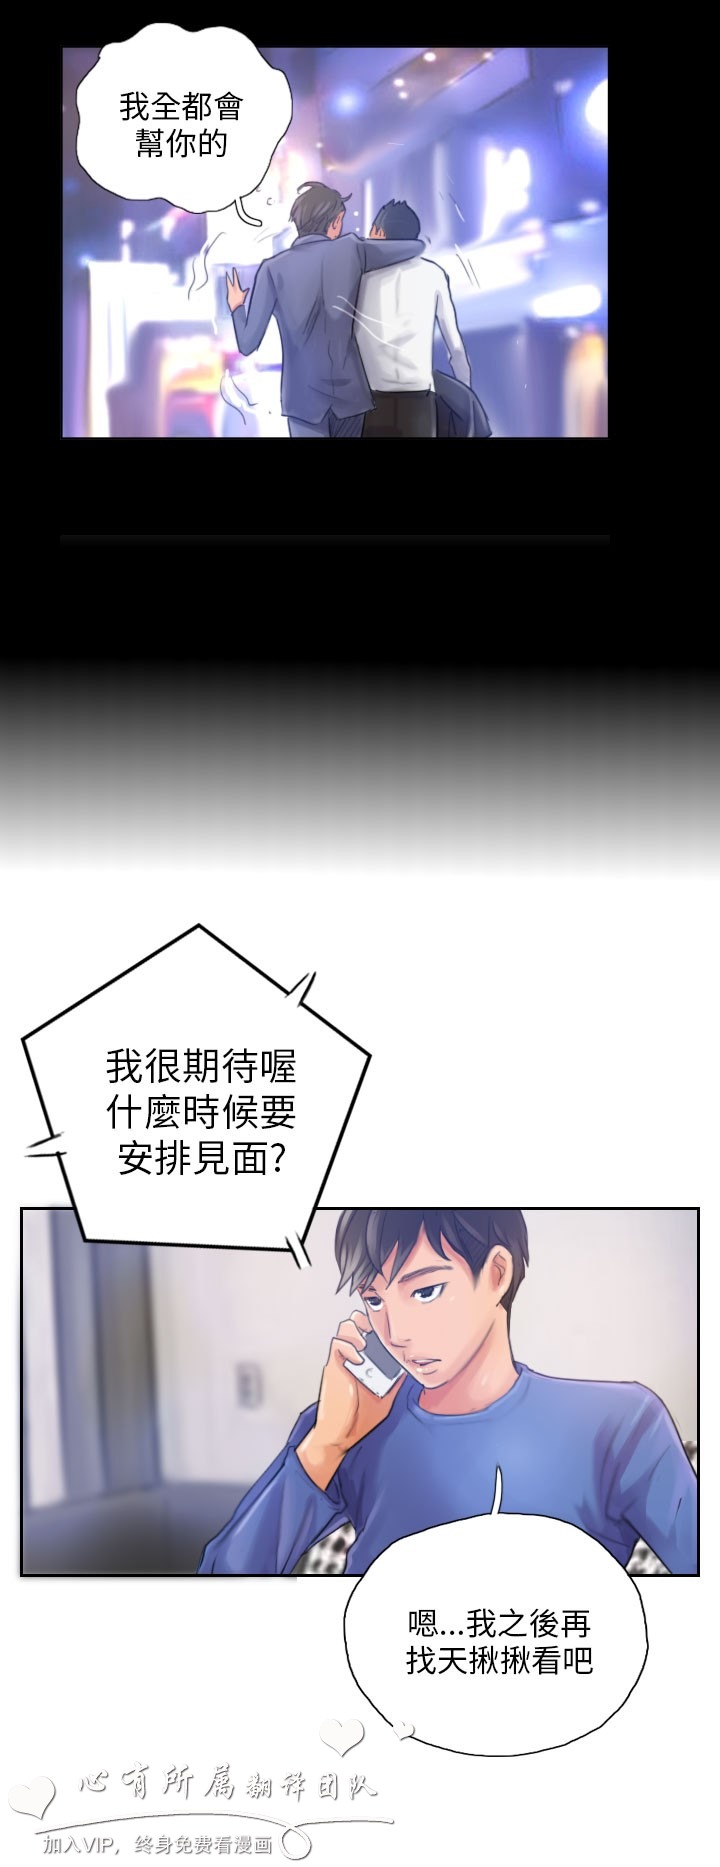 我全都會
幫你的
我很期待喔
什麼時候要
安排見面?
嗯...我之後再
找天揪揪看吧
心有所属翻译团队
加入VIP，终身免费看漫画